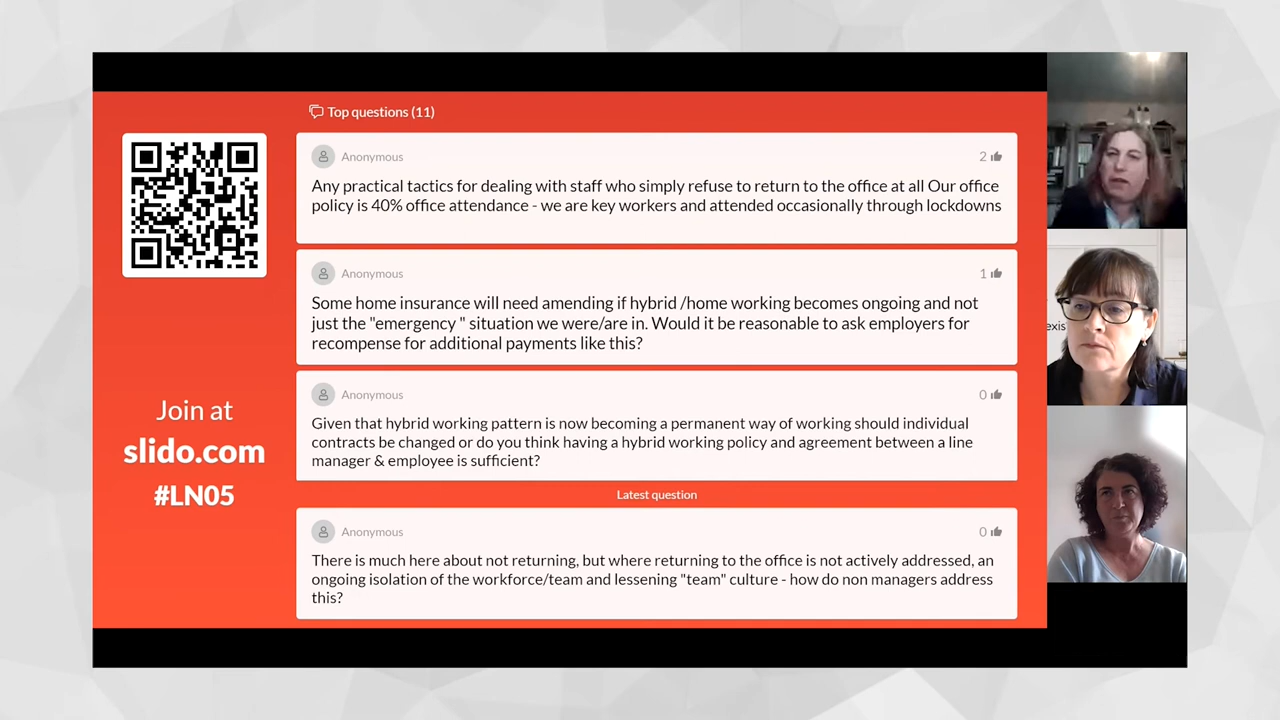 Top questions (11)
Anonymous
2
Any practical tactics for dealing with staff who simply refuse to return to the office at all Our office
policy is 40% office attendance - we are key workers and attended occasionally through lockdowns
Anonymous
1
Some home insurance will need amending if hybrid /home working becomes ongoing and not
just the "emergency " situation we were/are in. Would it be reasonable to ask employers for
recompense for additional payments like this?
Anonymous
0
Given that hybrid working pattern is now becoming a permanent way of working should individual
contracts be changed or do you think having a hybrid working policy and agreement between a line
manager & employee is sufficient?
Latest question
Anonymous
0
There is much here about not returning, but where returning to the office is not actively addressed, an
ongoing isolation of the workforce/team and lessening "team" culture - how do non managers address
this?
Join at
slido.com
#LN05
exis